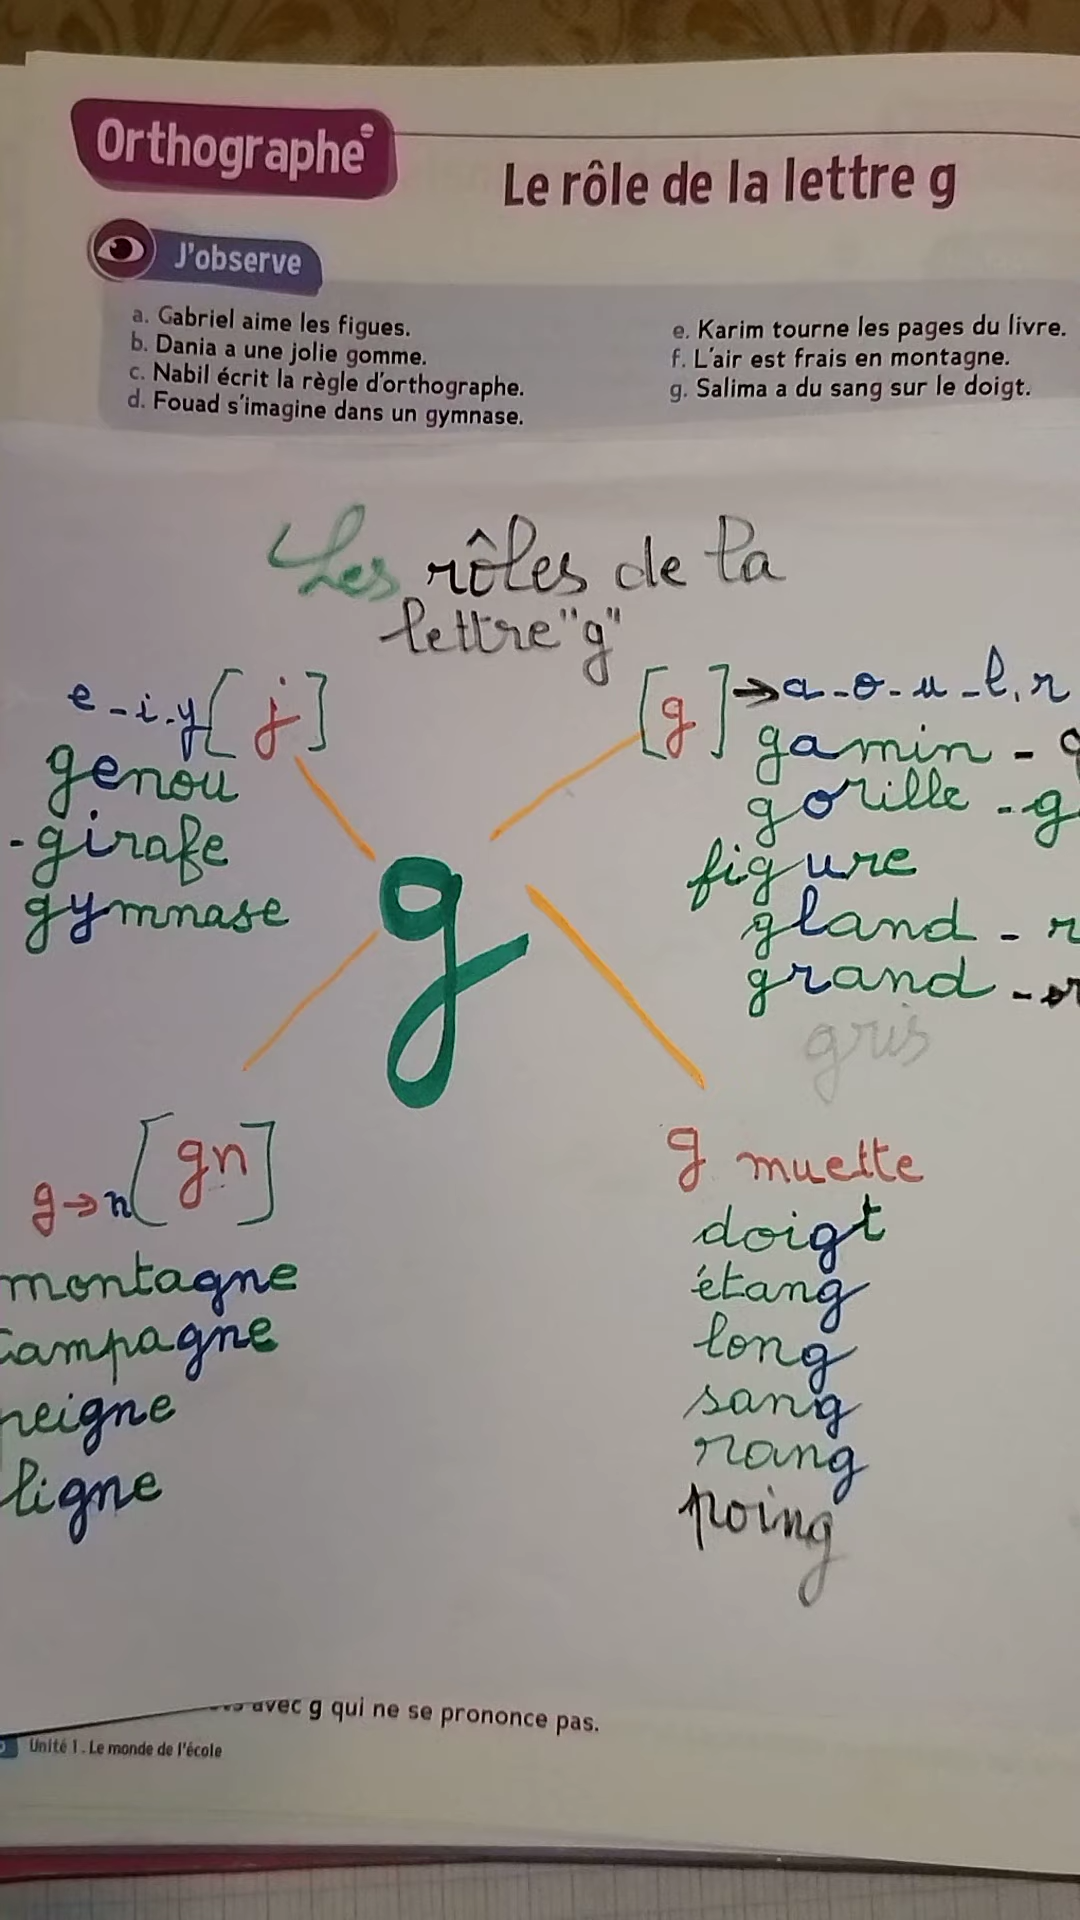 Orthographe
Le rôle de la lettre g
J'observe
a. Gabriel aime les figues.
b. Dania a une jolie gomme.
c. Nabil écrit la règle d'orthographe.
d. Fouad s'imagine dans un gymnase.
e. Karim tourne les pages du livre.
f. L'air est frais en montagne.
g. Salima a du sang sur le doigt.
Les rôles de la
lettre "g"
e - i - y [j]
genou
- girafe
gymnase
[g] → a - o - u - l, r
gamin -
gorille - g
figure
gland -
grand -
gris
g
g → n [gn]
montagne
campagne
peigne
ligne
g muette
doigt
étang
long
sang
rang
poing
avec g qui ne se prononce pas.
Unité 1. Le monde de l'école